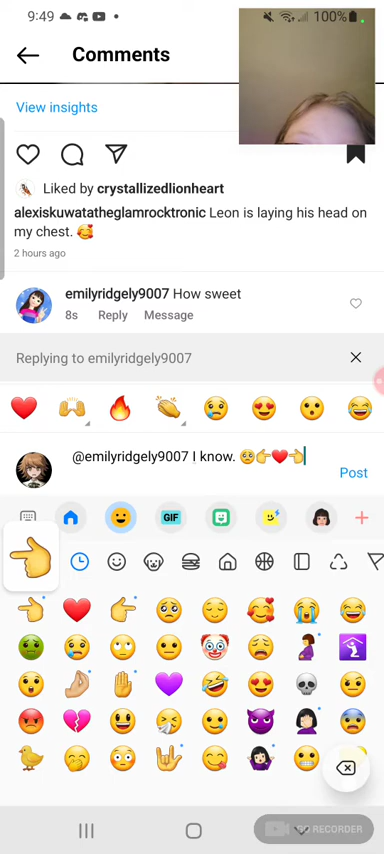 9:49 100%
Comments
View insights
Liked by crystallizedlionheart
alexiskuwatatheglamrocktronic Leon is laying his head on
my chest. 🥰
2 hours ago
emilyridgely9007 How sweet
8s Reply Message
Replying to emilyridgely9007
@emilyridgely9007 I know. 🥺👉❤️👈
Post
GIF
GO RECORDER